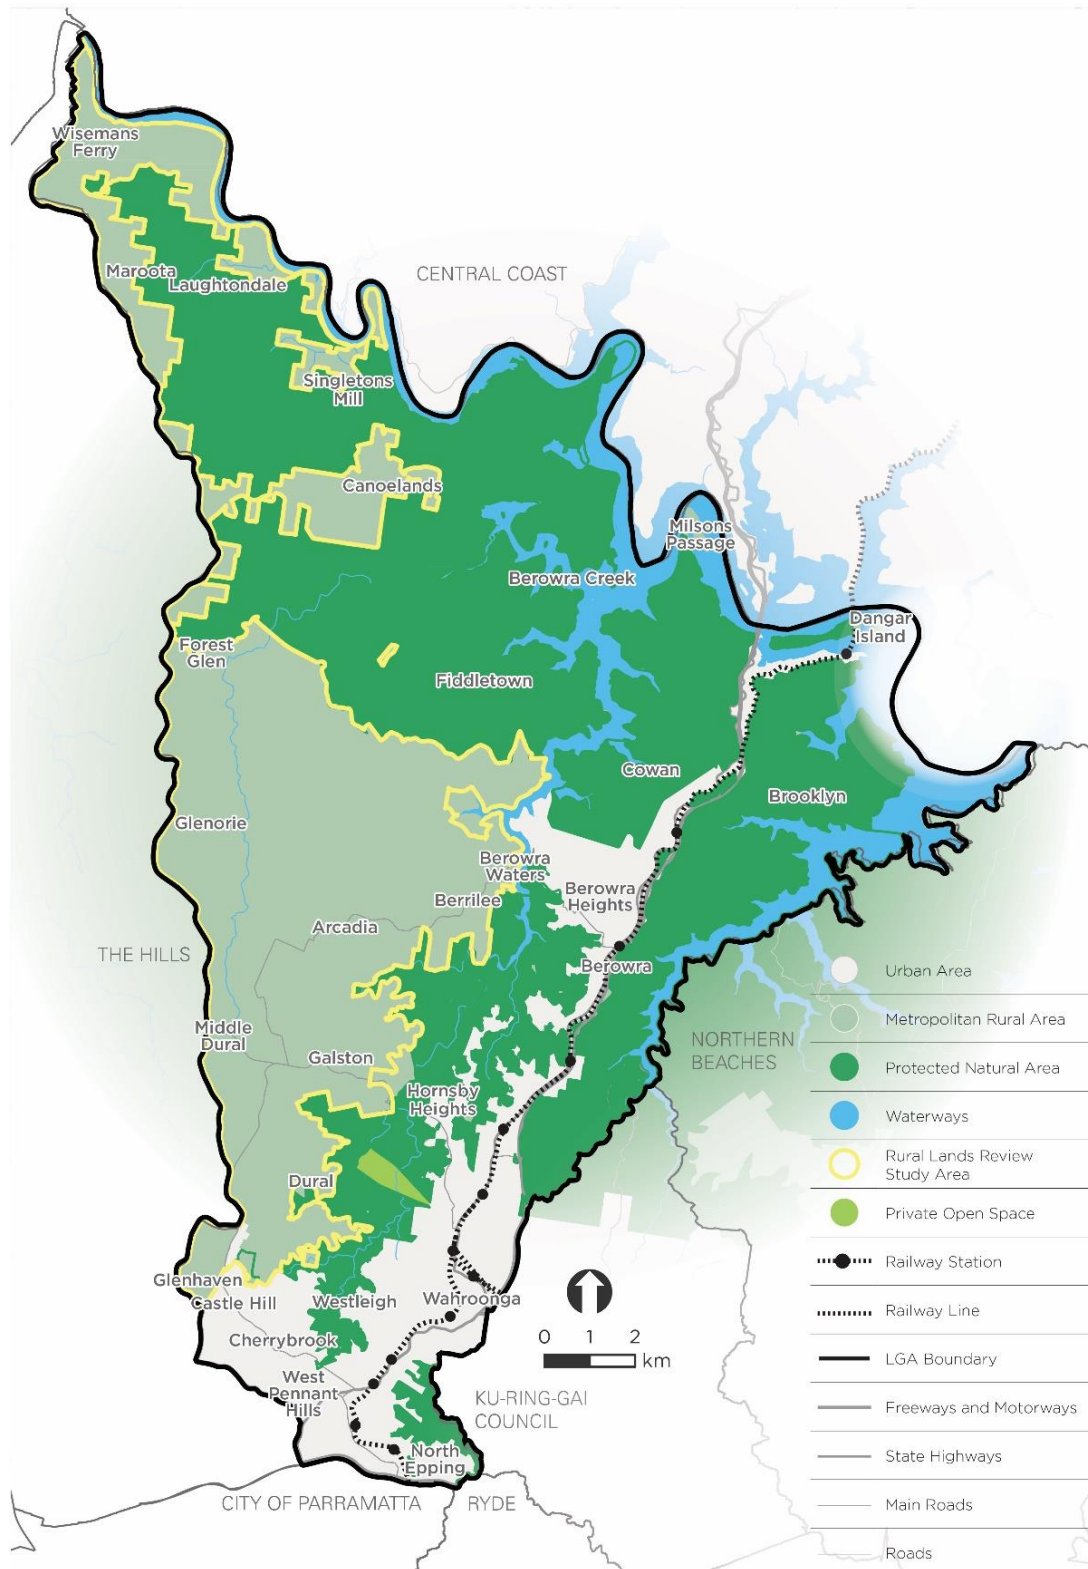 Wisemans
Ferry
Maroota
Laughtondale
CENTRAL COAST
Singletons
Mill
Canoelands
Milsons
Passage
Berowra Creek
Dangar
Island
Forest
Glen
Fiddletown
Cowan
Brooklyn
Glenorie
Berowra
Waters
Berowra
Heights
Berrilee
Arcadia
THE HILLS
Berowra
Middle
Dural
Galston
NORTHERN
BEACHES
Hornsby
Heights
Dural
Glenhaven
Castle Hill
Westleigh
Wahroonga
Cherrybrook
West
Pennant
Hills
0 1 2
km
KU-RING-GAI
COUNCIL
North
Epping
CITY OF PARRAMATTA
RYDE
Urban Area
Metropolitan Rural Area
Protected Natural Area
Waterways
Rural Lands Review
Study Area
Private Open Space
Railway Station
Railway Line
LGA Boundary
Freeways and Motorways
State Highways
Main Roads
Roads